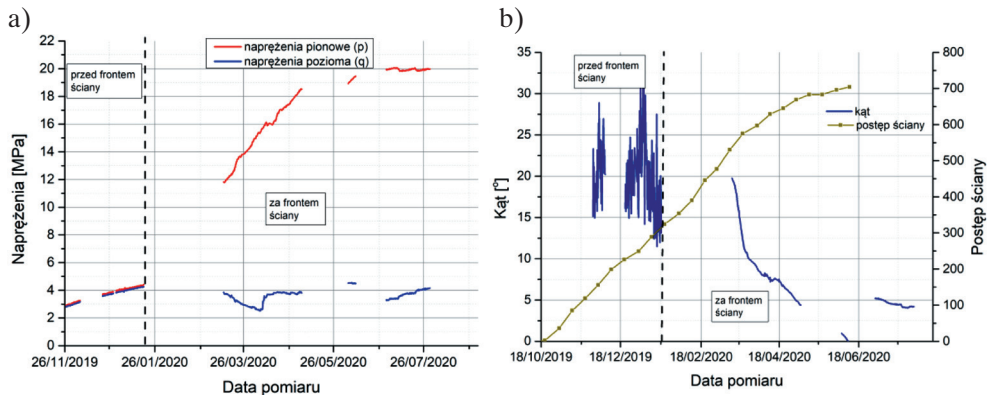 a)
naprężenia pionowe (p)
naprężenia pozioma (q)
przed frontem
ściany
za frontem
ściany
Naprężenia [MPa]
22
20
18
16
14
12
10
8
6
4
2
0
26/11/2019 26/01/2020 26/03/2020 26/05/2020 26/07/2020
Data pomiaru
b)
przed frontem
ściany
kąt
postęp ściany
za frontem
ściany
Kąt [°]
35
30
25
20
15
10
5
0
Postęp ściany
800
700
600
500
400
300
200
100
0
18/10/2019 18/12/2019 18/02/2020 18/04/2020 18/06/2020
Data pomiaru